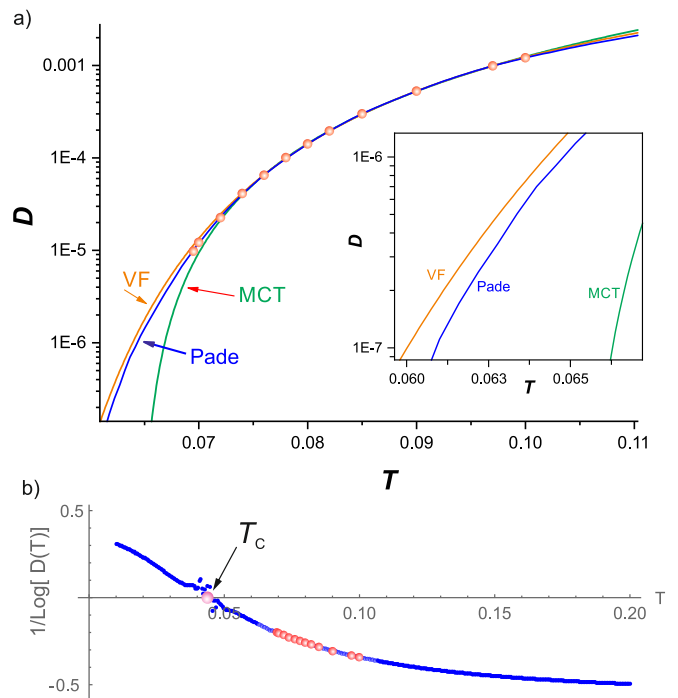 a)
0.001
1E-4
1E-5
1E-6
D
VF
MCT
Pade
1E-6
1E-7
D
VF
Pade
MCT
0.060
0.063
0.065
T
0.07
0.08
0.09
0.10
0.11
T
b)
0.5
-0.5
1/Log[ D(T)]
TC
0.05
0.10
0.15
0.20
T